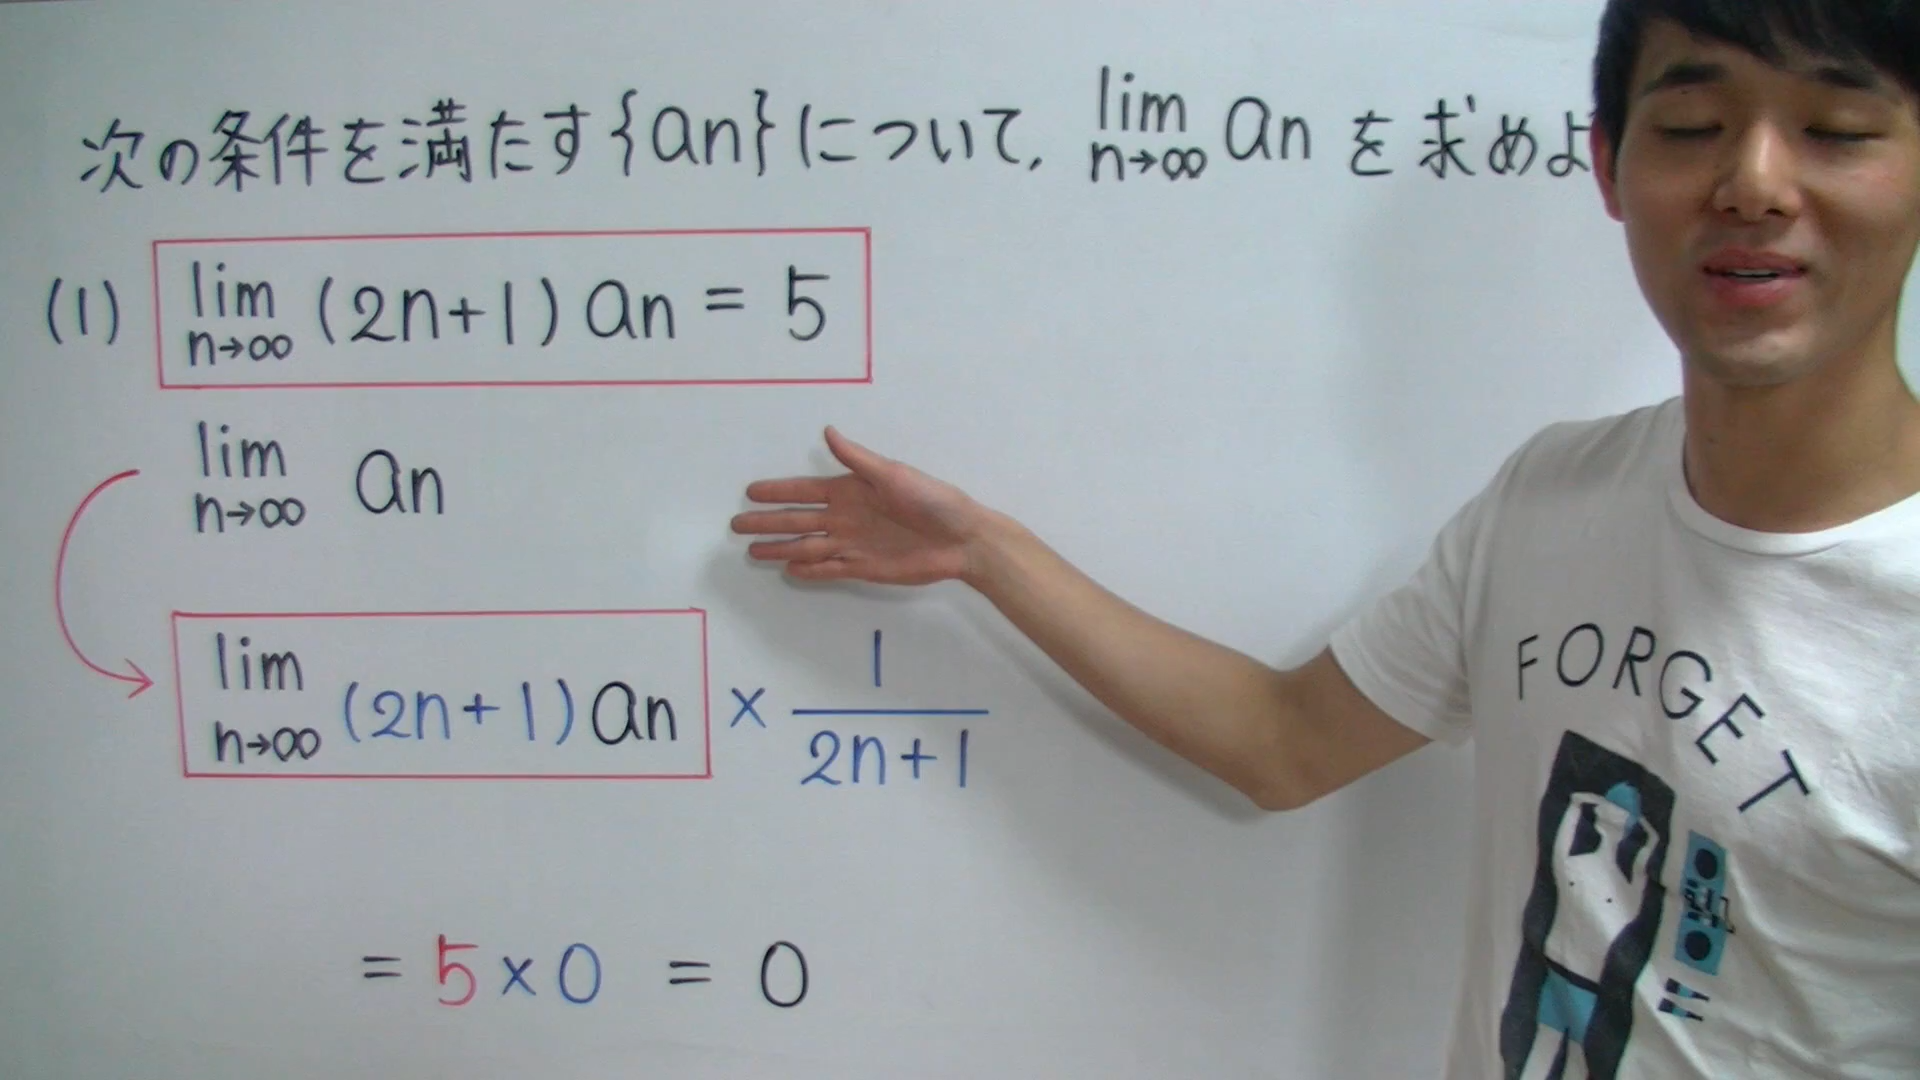 次の条件を満たす{an}について, lim n→∞ an を求めよ
(1) lim n→∞ (2n+1) an = 5
lim n→∞ an
lim n→∞ (2n+1) an × 1/2n+1
= 5 × 0 = 0
FORGET